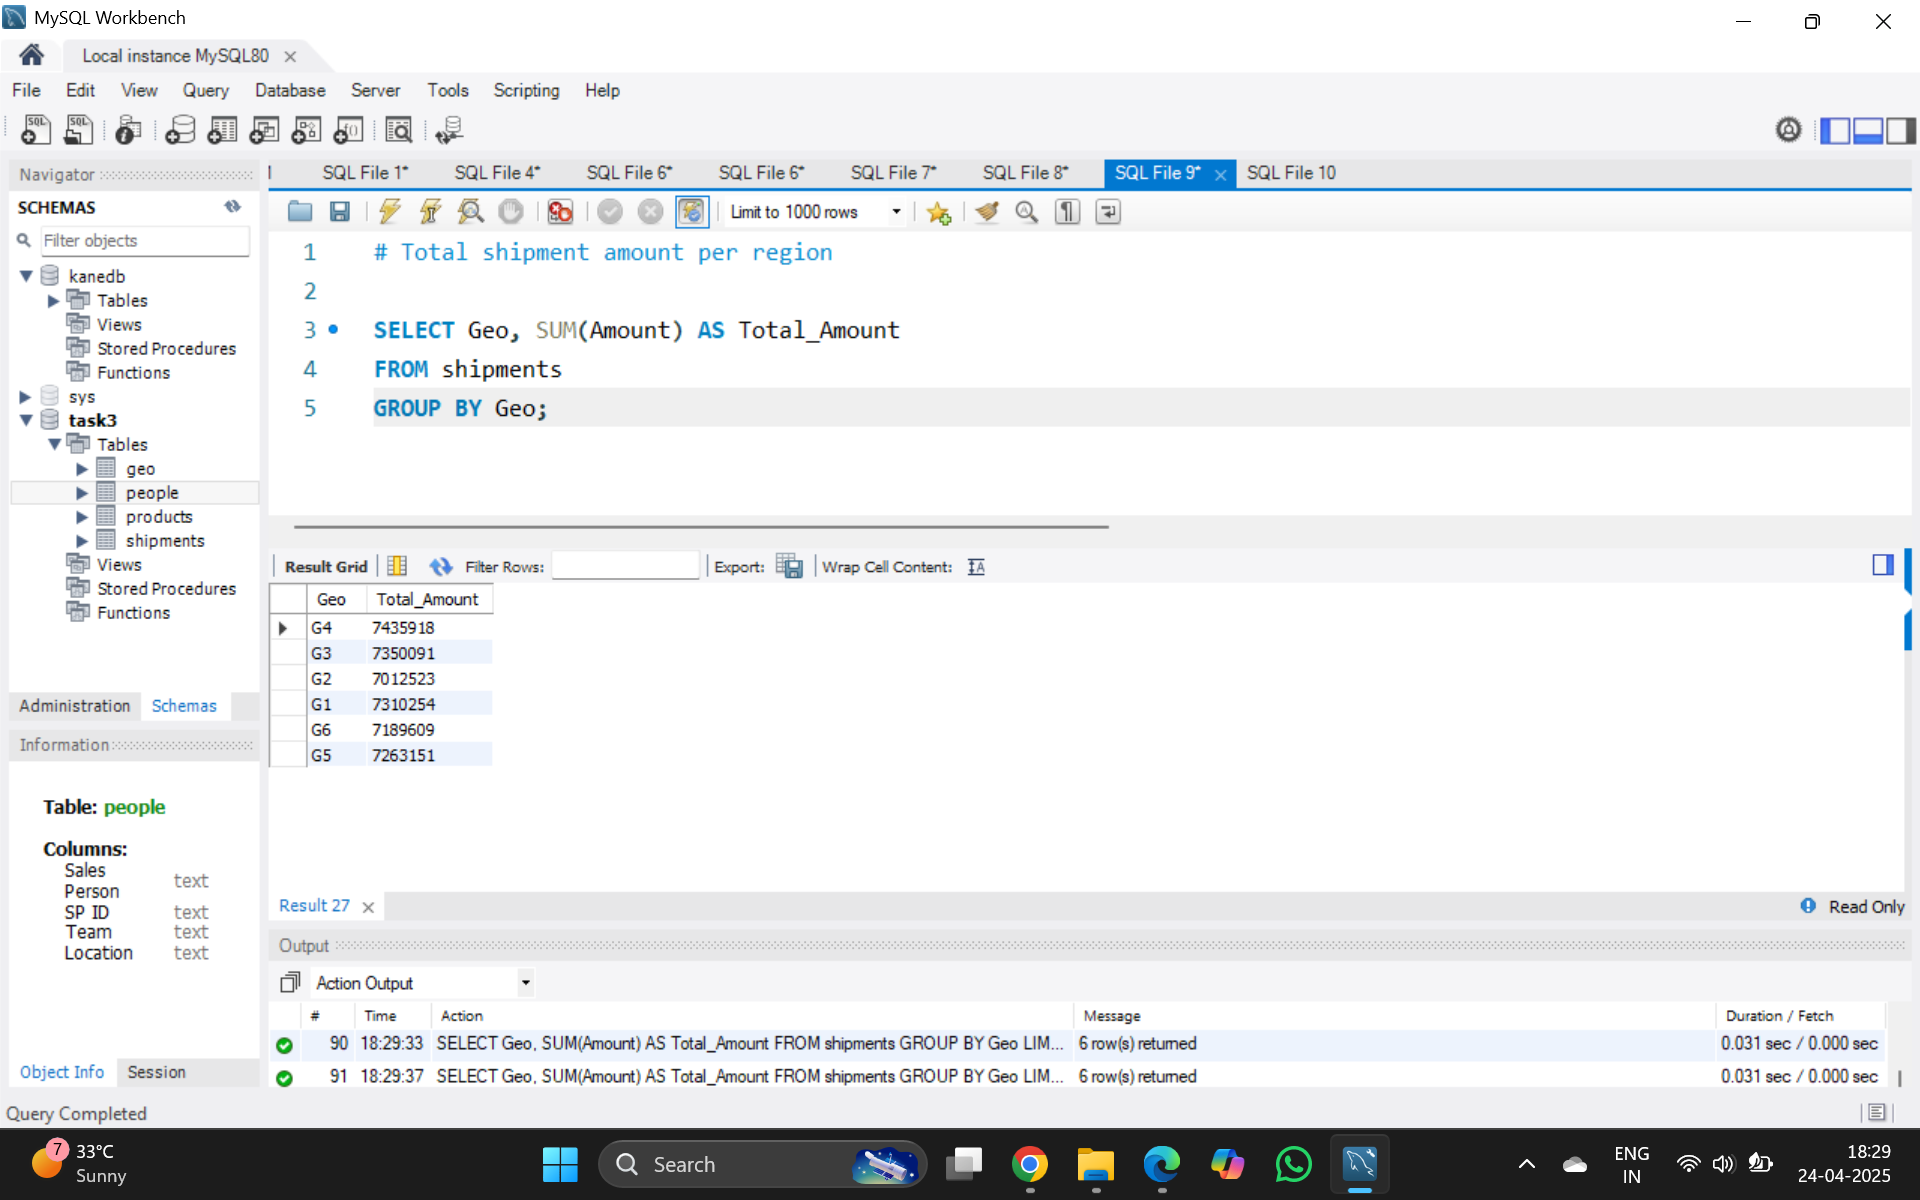 MySQL Workbench
Local instance MySQL80
File Edit View Query Database Server Tools Scripting Help
Navigator
SCHEMAS
Filter objects
kanedb
Tables
Views
Stored Procedures
Functions
sys
task3
Tables
geo
people
products
shipments
Views
Stored Procedures
Functions
Administration Schemas
Information
Table: people
Columns:
Sales Person text
SP ID text
Team text
Location text
Object Info Session
SQL File 1* SQL File 4* SQL File 6* SQL File 6* SQL File 7* SQL File 8* SQL File 9* SQL File 10
Limit to 1000 rows
1 # Total shipment amount per region
2
3 SELECT Geo, SUM(Amount) AS Total_Amount
4 FROM shipments
5 GROUP BY Geo;
Result Grid Filter Rows: Export: Wrap Cell Content:
Geo Total_Amount
G4 7435918
G3 7350091
G2 7012523
G1 7310254
G6 7189609
G5 7263151
Result 27 Read Only
Output
Action Output
# Time Action Message Duration / Fetch
90 18:29:33 SELECT Geo, SUM(Amount) AS Total_Amount FROM shipments GROUP BY Geo LIM... 6 row(s) returned 0.031 sec / 0.000 sec
91 18:29:37 SELECT Geo, SUM(Amount) AS Total_Amount FROM shipments GROUP BY Geo LIM... 6 row(s) returned 0.031 sec / 0.000 sec
Query Completed
7 33°C
Sunny
Search
ENG
IN
18:29
24-04-2025